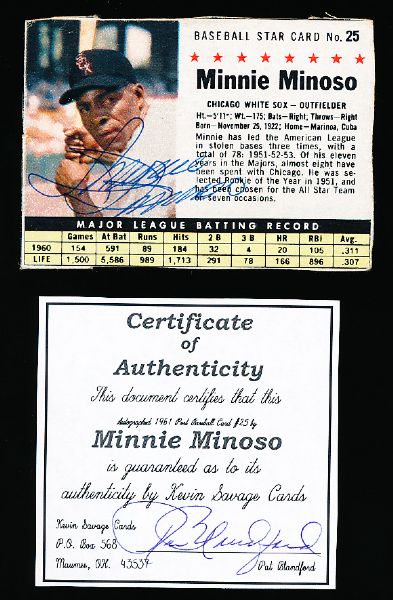 BASEBALL STAR CARD No. 25
★ ★ ★ ★ ★ ★ ★ ★ ★
Minnie Minoso
CHICAGO WHITE SOX — OUTFIELDER
Ht.—5'11"; Wt.—175; Bats—Right; Throws—Right
Born—November 25, 1922; Home—Marinoa, Cuba
Minnie has led the American League
in stolen bases three times, with a
total of 78: 1951-52-53. Of his eleven
years in the Majors, almost eight have
been spent with Chicago. He was se-
lected Rookie of the Year in 1951, and
has been chosen for the All Star Team
on seven occasions.
SOX
Minnie
Minoso
MAJOR LEAGUE BATTING RECORD
Games At Bat Runs Hits 2 B 3 B HR RBI Avg.
1960 154 591 89 184 32 4 20 105 .311
LIFE 1,500 5,586 989 1,713 291 78 166 896 .307
Certificate
of
Authenticity
This document certifies that this
Autographed 1961 Post Baseball Card #25 by
Minnie Minoso
is guaranteed as to its
authenticity by Kevin Savage Cards
Kevin Savage Cards
P.O. Box 568
Maumee, OH. 43537
Pat Blandford
Pat Blandford